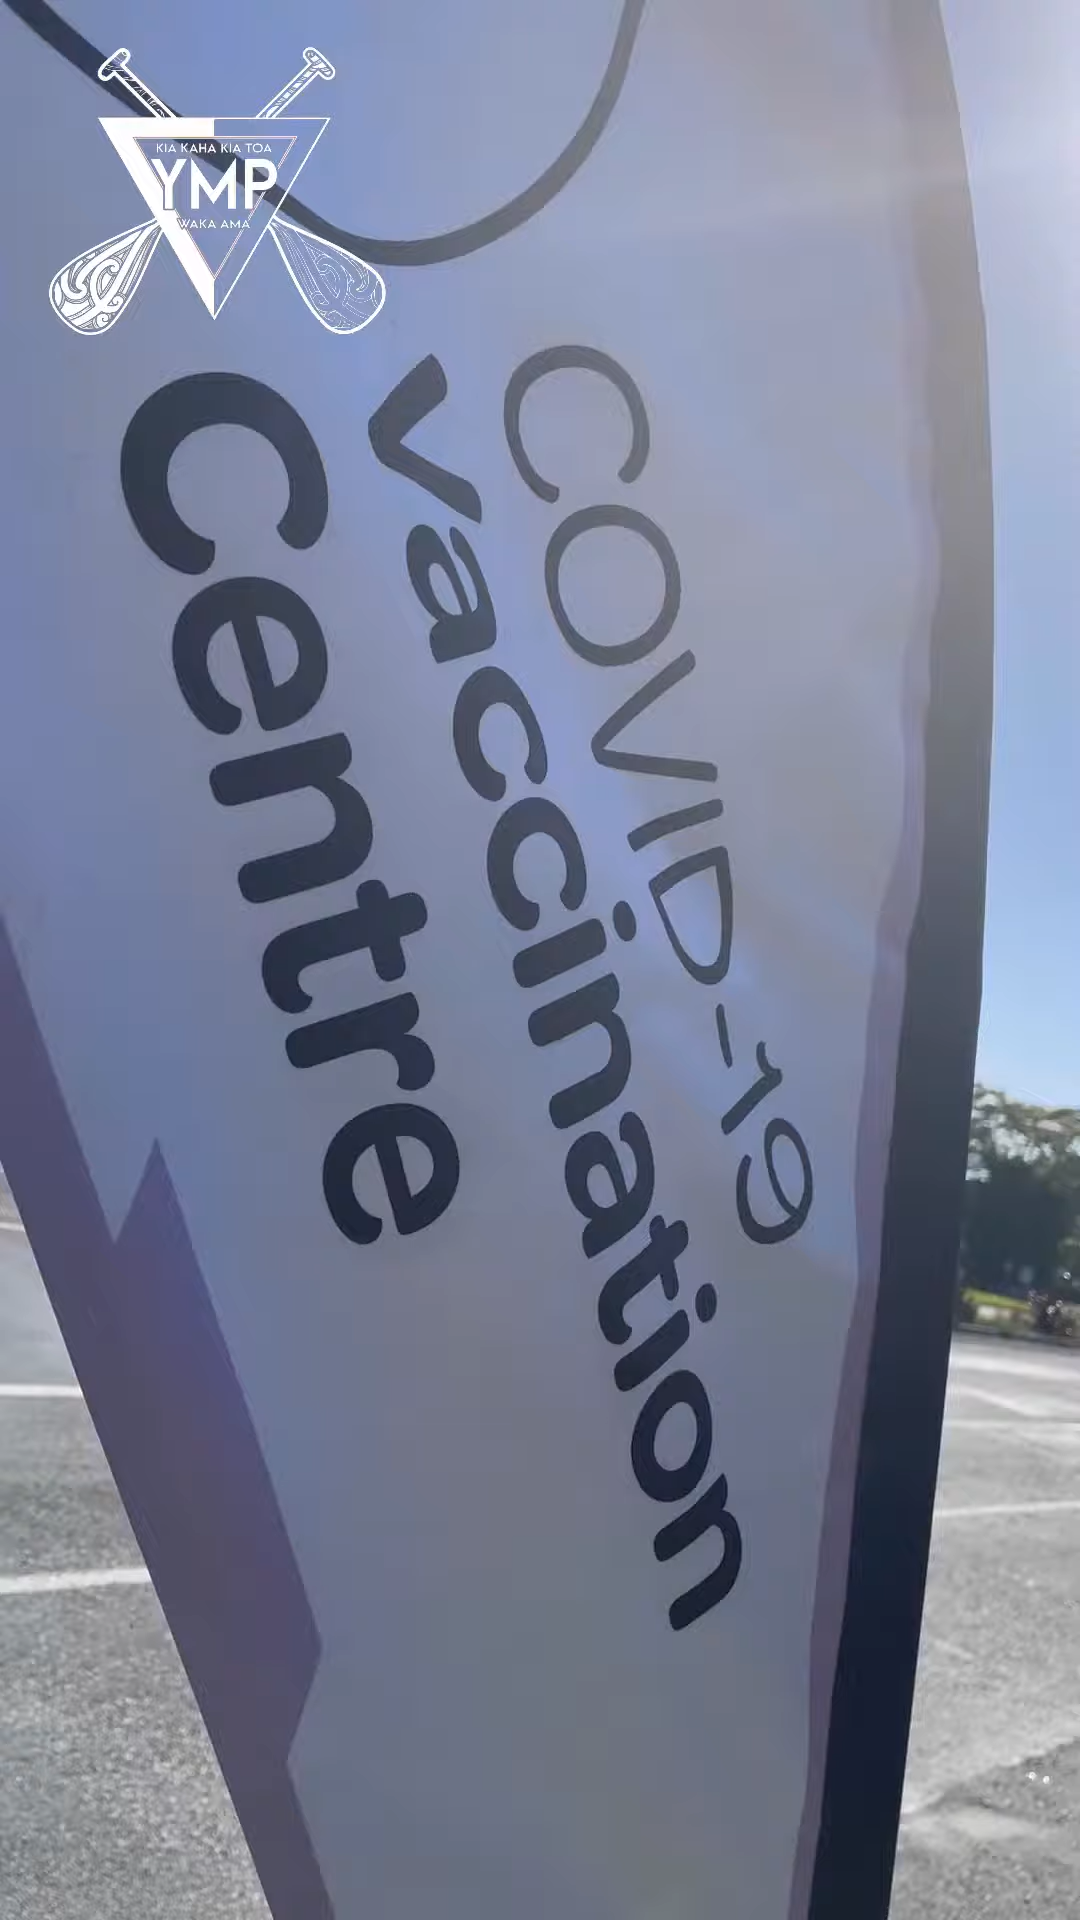 KIA KAHA KIA TOA
YMP
WAKA AMA
COVID-19
Vaccination
Centre